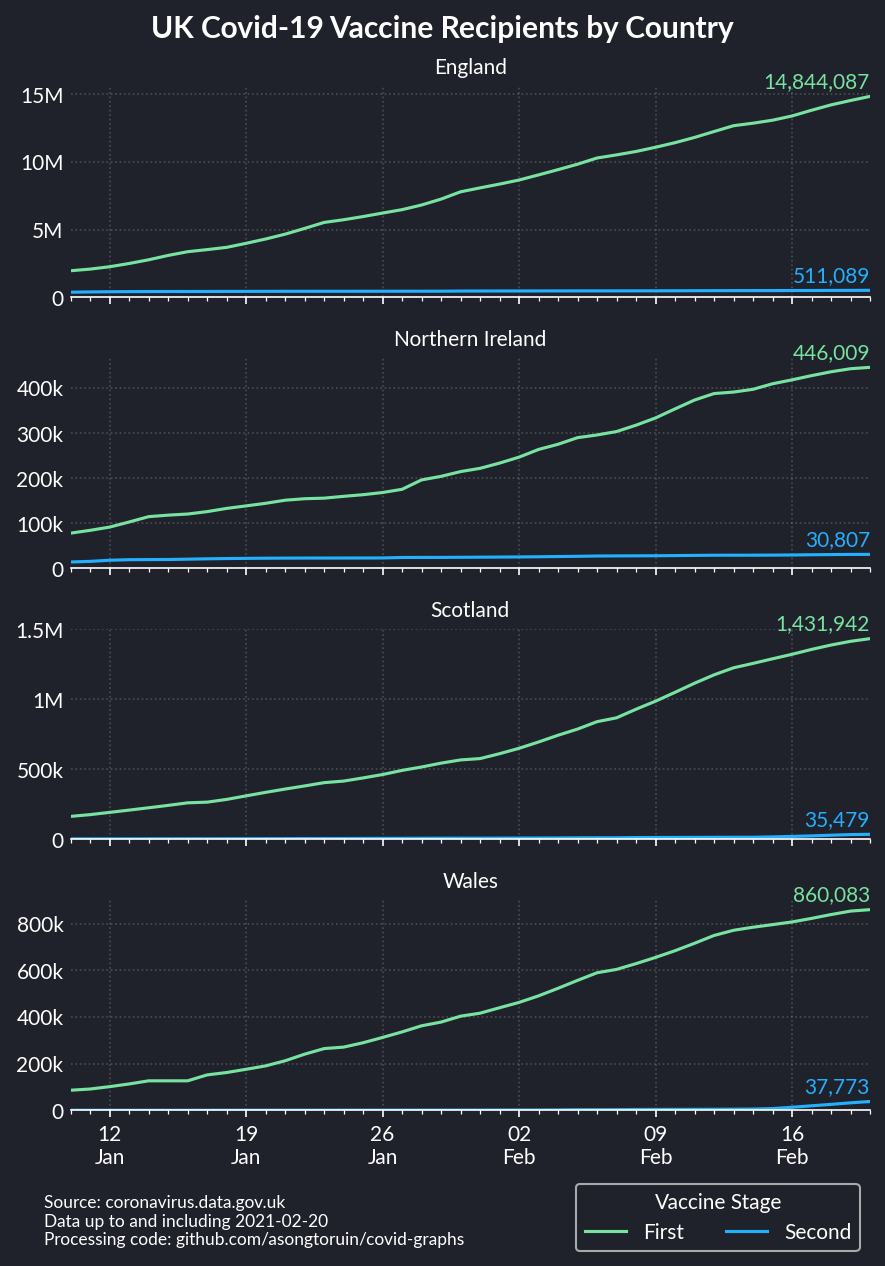 UK Covid-19 Vaccine Recipients by Country
England
14,844,087
15M
10M
5M
511,089
0
Northern Ireland
446,009
400k
300k
200k
100k
30,807
0
Scotland
1,431,942
1.5M
1M
500k
35,479
0
Wales
860,083
800k
600k
400k
200k
37,773
0
12 19 26 02 09 16
Jan Jan Jan Feb Feb Feb
Source: coronavirus.data.gov.uk
Data up to and including 2021-02-20
Processing code: github.com/asongtoruin/covid-graphs
Vaccine Stage
First Second